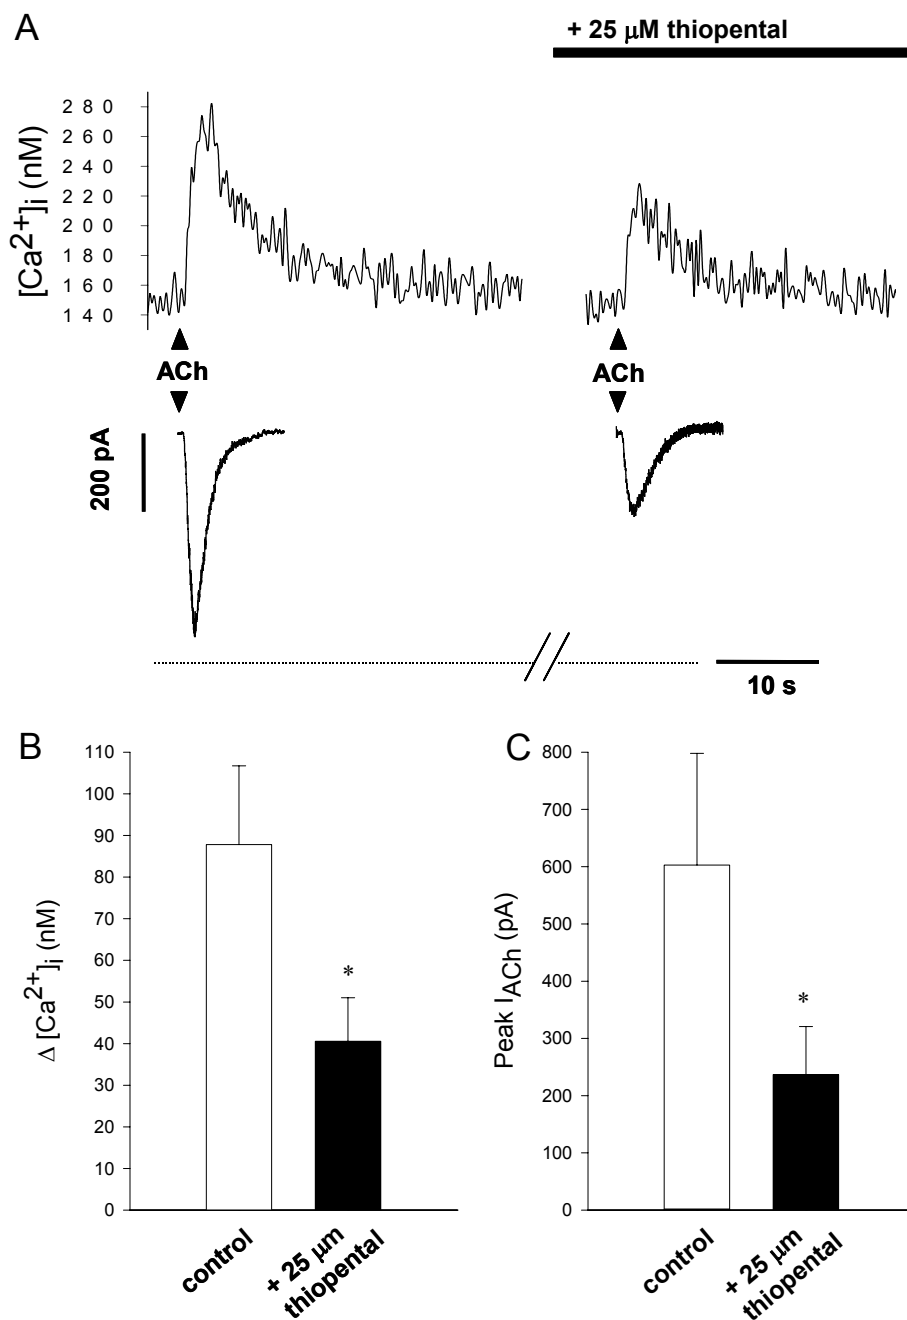 A
+ 25 μM thiopental
[Ca2+]i (nM)
280
260
240
220
200
180
160
140
ACh
ACh
200 pA
10 s
B
Δ [Ca2+]i (nM)
110
100
90
80
70
60
50
40
30
20
10
0
*
control
+ 25 μm
thiopental
C
Peak IACh (pA)
800
700
600
500
400
300
200
100
0
*
control
+ 25 μm
thiopental